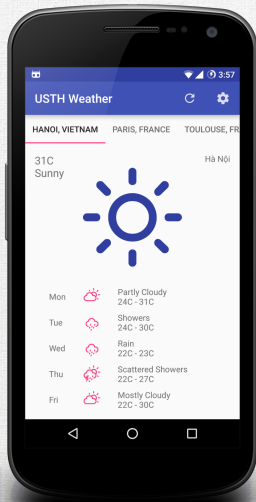 3:57
USTH Weather
HANOI, VIETNAM PARIS, FRANCE TOULOUSE, FR
31C Hà Nội
Sunny
Mon Partly Cloudy
24C - 31C
Tue Showers
24C - 30C
Wed Rain
22C - 23C
Thu Scattered Showers
22C - 27C
Fri Mostly Cloudy
22C - 30C